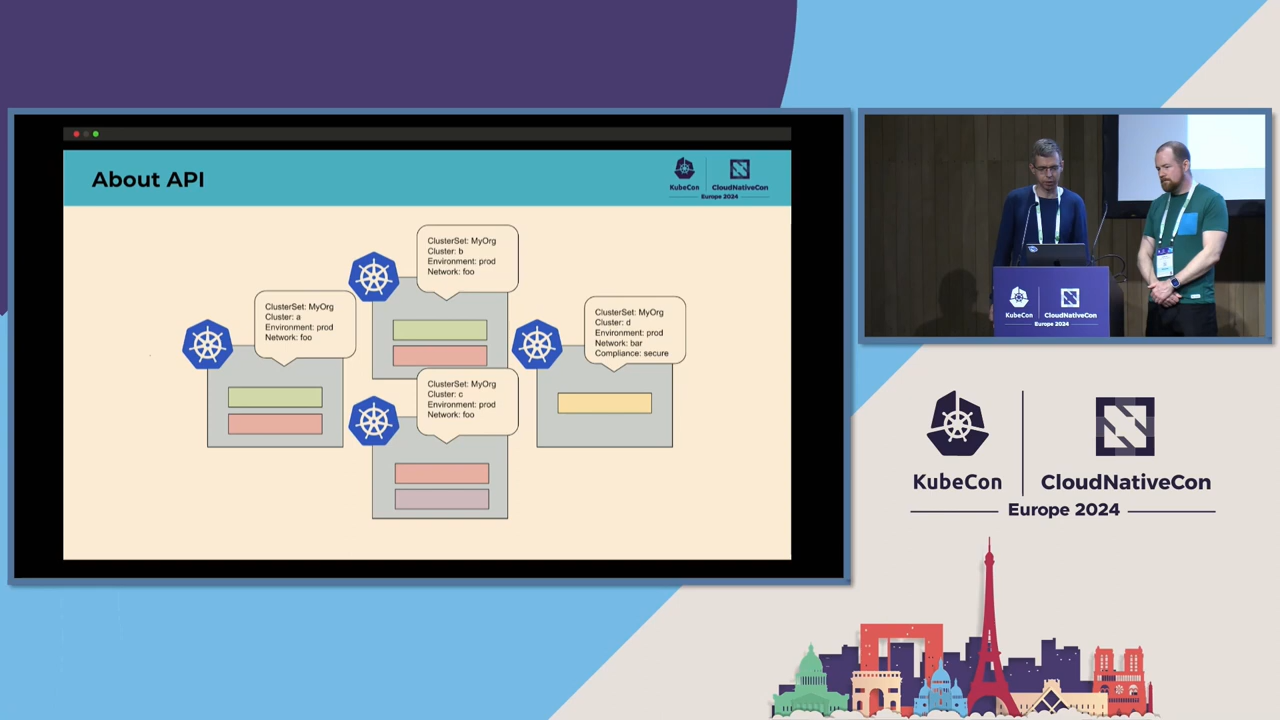 About API
KubeCon
CloudNativeCon
Europe 2024
ClusterSet: MyOrg
Cluster: b
Environment: prod
Network: foo
ClusterSet: MyOrg
Cluster: a
Environment: prod
Network: foo
ClusterSet: MyOrg
Cluster: d
Environment: prod
Network: bar
Compliance: secure
ClusterSet: MyOrg
Cluster: c
Environment: prod
Network: foo
KubeCon
CloudNativeCon
Europe 2024
KubeCon
CloudNativeCon
Europe 2024